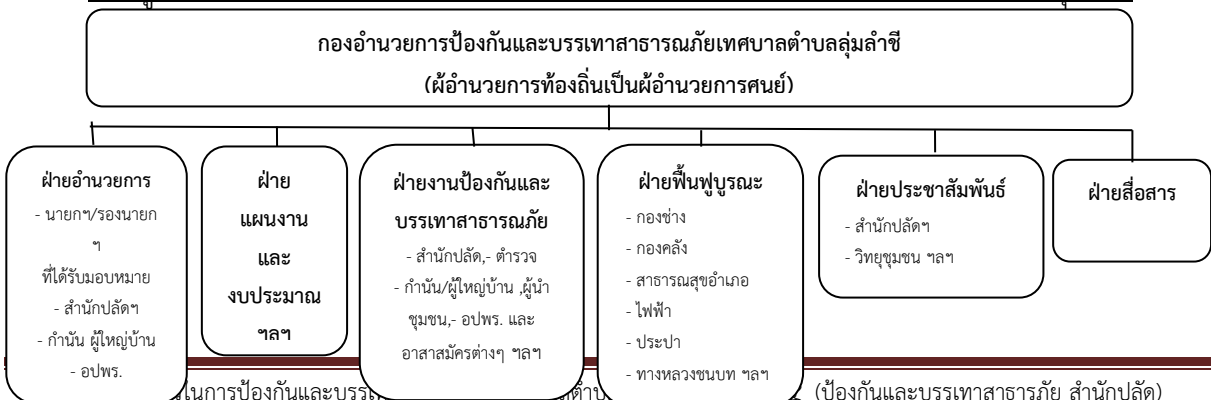 กองอำนวยการป้องกันและบรรเทาสาธารณภัยเทศบาลตำบลลุ่มลำชี
(ผู้อำนวยการท้องถิ่นเป็นผู้อำนวยการศูนย์)
ฝ่ายอำนวยการ
- นายกฯ/รองนายก
ฯ
ที่ได้รับมอบหมาย
- สำนักปลัดฯ
- กำนัน ผู้ใหญ่บ้าน
- อปพร.
ฝ่าย
แผนงาน
และ
งบประมาณ
ฯลฯ
ฝ่ายงานป้องกันและ
บรรเทาสาธารณภัย
- สำนักปลัด,- ตำรวจ
- กำนัน/ผู้ใหญ่บ้าน ,ผู้นำ
ชุมชน,- อปพร. และ
อาสาสมัครต่างๆ ฯลฯ
ฝ่ายฟื้นฟูบูรณะ
- กองช่าง
- กองคลัง
- สาธารณสุขอำเภอ
- ไฟฟ้า
- ประปา
- ทางหลวงชนบท ฯลฯ
ฝ่ายประชาสัมพันธ์
- สำนักปลัดฯ
- วิทยุชุมชน ฯลฯ
ฝ่ายสื่อสาร
ในการป้องกันและบรร (ป้องกันและบรรเทาสาธารภัย สำนักปลัด)